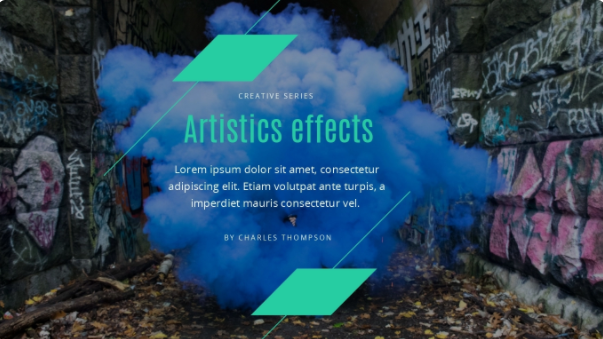 CREATIVE SERIES
Artistics effects
Lorem ipsum dolor sit amet, consectetur
adipiscing elit. Etiam volutpat ante turpis, a
imperdiet mauris consectetur vel.
BY CHARLES THOMPSON